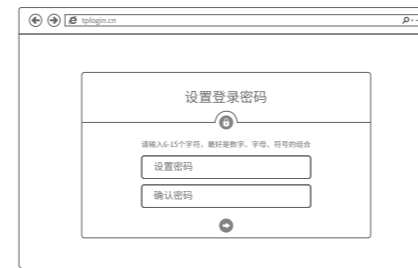 tplogin.cn
设置登录密码
请输入6-15个字符，最好是数字、字母、符号的组合
设置密码
确认密码